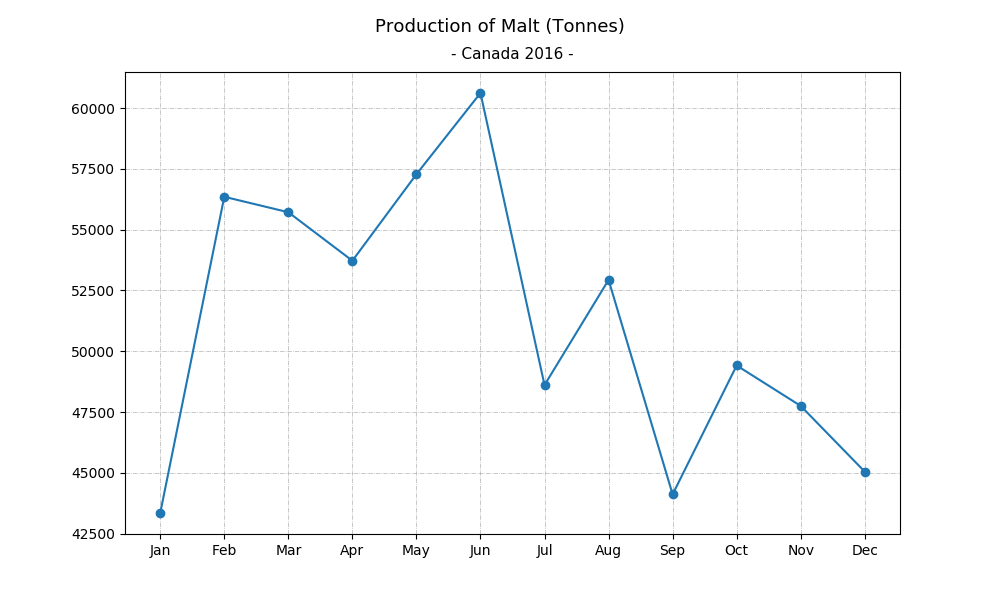 Production of Malt (Tonnes)
- Canada 2016 -
60000
57500
55000
52500
50000
47500
45000
42500
Jan Feb Mar Apr May Jun Jul Aug Sep Oct Nov Dec